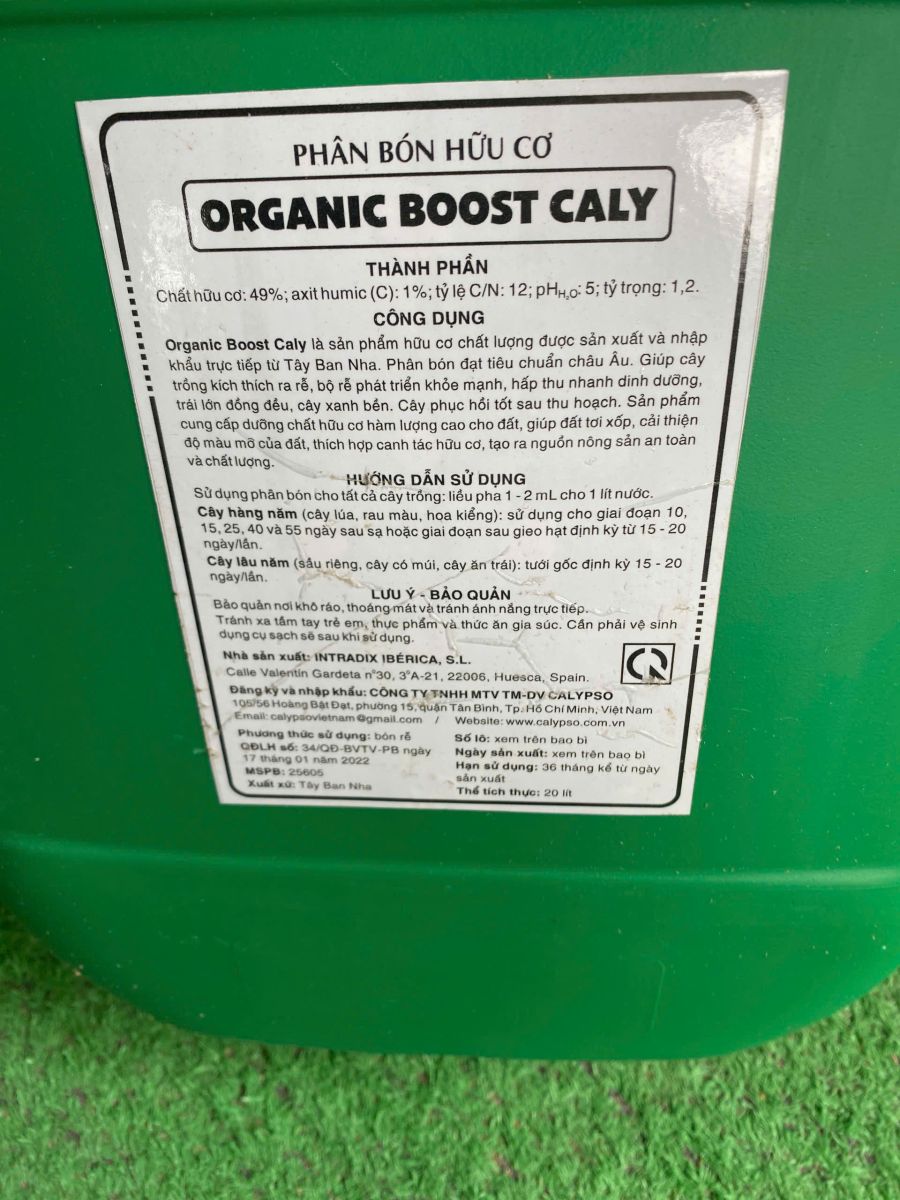 PHÂN BÓN HỮU CƠ
ORGANIC BOOST CALY
THÀNH PHẦN
Chất hữu cơ: 49%; axit humic (C): 1%; tỷ lệ C/N: 12; pHH₂O: 5; tỷ trọng: 1,2.
CÔNG DỤNG
Organic Boost Caly là sản phẩm hữu cơ chất lượng được sản xuất và nhập
khẩu trực tiếp từ Tây Ban Nha. Phân bón đạt tiêu chuẩn châu Âu. Giúp cây
trồng kích thích ra rễ, bộ rễ phát triển khỏe mạnh, hấp thu nhanh dinh dưỡng,
trái lớn đồng đều, cây xanh bền. Cây phục hồi tốt sau thu hoạch. Sản phẩm
cung cấp dưỡng chất hữu cơ hàm lượng cao cho đất, giúp đất tơi xốp, cải thiện
độ màu mỡ của đất, thích hợp canh tác hữu cơ, tạo ra nguồn nông sản an toàn
và chất lượng.
HƯỚNG DẪN SỬ DỤNG
Sử dụng phân bón cho tất cả cây trồng: liều pha 1 - 2 mL cho 1 lít nước.
Cây hàng năm (cây lúa, rau màu, hoa kiểng): sử dụng cho giai đoạn 10,
15, 25, 40 và 55 ngày sau sạ hoặc giai đoạn sau gieo hạt định kỳ từ 15 - 20
ngày/lần.
Cây lâu năm (sầu riêng, cây có múi, cây ăn trái): tưới gốc định kỳ 15 - 20
ngày/lần.
LƯU Ý - BẢO QUẢN
Bảo quản nơi khô ráo, thoáng mát và tránh ánh nắng trực tiếp.
Tránh xa tầm tay trẻ em, thực phẩm và thức ăn gia súc. Cần phải vệ sinh
dụng cụ sạch sẽ sau khi sử dụng.
Nhà sản xuất: INTRADIX IBÉRICA, S.L.
Calle Valentín Gardeta n°30, 3°A-21, 22006, Huesca, Spain.
Đăng ký và nhập khẩu: CÔNG TY TNHH MTV TM-DV CALYPSO
105/56 Hoàng Bật Đạt, phường 15, quận Tân Bình, Tp. Hồ Chí Minh, Việt Nam
Email: calypsovietnam@gmail.com / Website: www.calypso.com.vn
Phương thức sử dụng: bón rễ
QĐLH số: 34/QĐ-BVTV-PB ngày
17 tháng 01 năm 2022
MSPB: 25605
Xuất xứ: Tây Ban Nha
Số lô: xem trên bao bì
Ngày sản xuất: xem trên bao bì
Hạn sử dụng: 36 tháng kể từ ngày
sản xuất
Thể tích thực: 20 lít